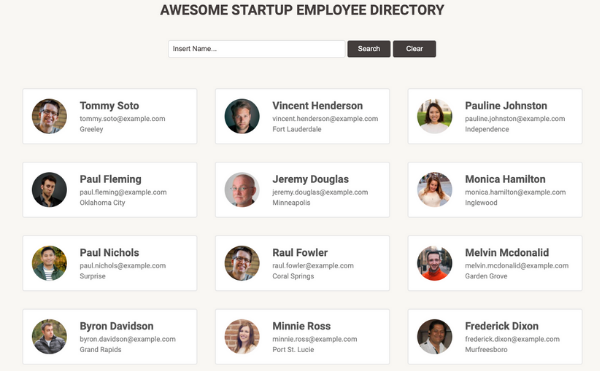 AWESOME STARTUP EMPLOYEE DIRECTORY
Insert Name... Search Clear
Tommy Soto
tommy.soto@example.com
Greeley
Vincent Henderson
vincent.henderson@example.com
Fort Lauderdale
Pauline Johnston
pauline.johnston@example.com
Independence
Paul Fleming
paul.fleming@example.com
Oklahoma City
Jeremy Douglas
jeremy.douglas@example.com
Minneapolis
Monica Hamilton
monica.hamilton@example.com
Inglewood
Paul Nichols
paul.nichols@example.com
Surprise
Raul Fowler
raul.fowler@example.com
Coral Springs
Melvin Mcdonalid
melvin.mcdonalid@example.com
Garden Grove
Byron Davidson
byron.davidson@example.com
Grand Rapids
Minnie Ross
minnie.ross@example.com
Port St. Lucie
Frederick Dixon
frederick.dixon@example.com
Murfreesboro